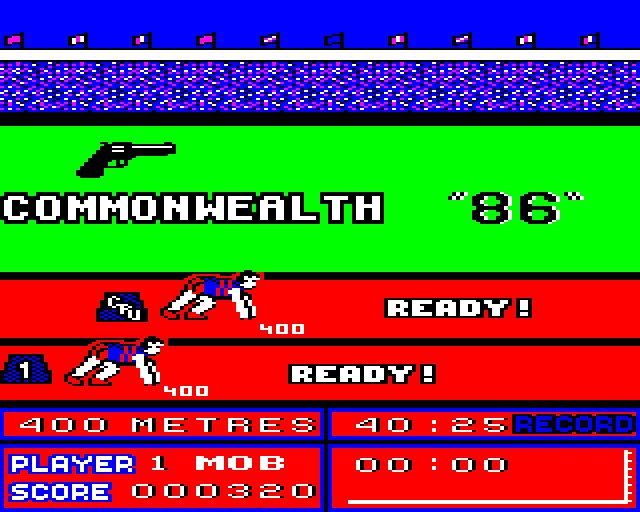 COMMONWEALTH "86"
CPU 400 READY!
1 400 READY!
400 METRES 40:25 RECORD
PLAYER 1 MOB 00:00
SCORE 000320